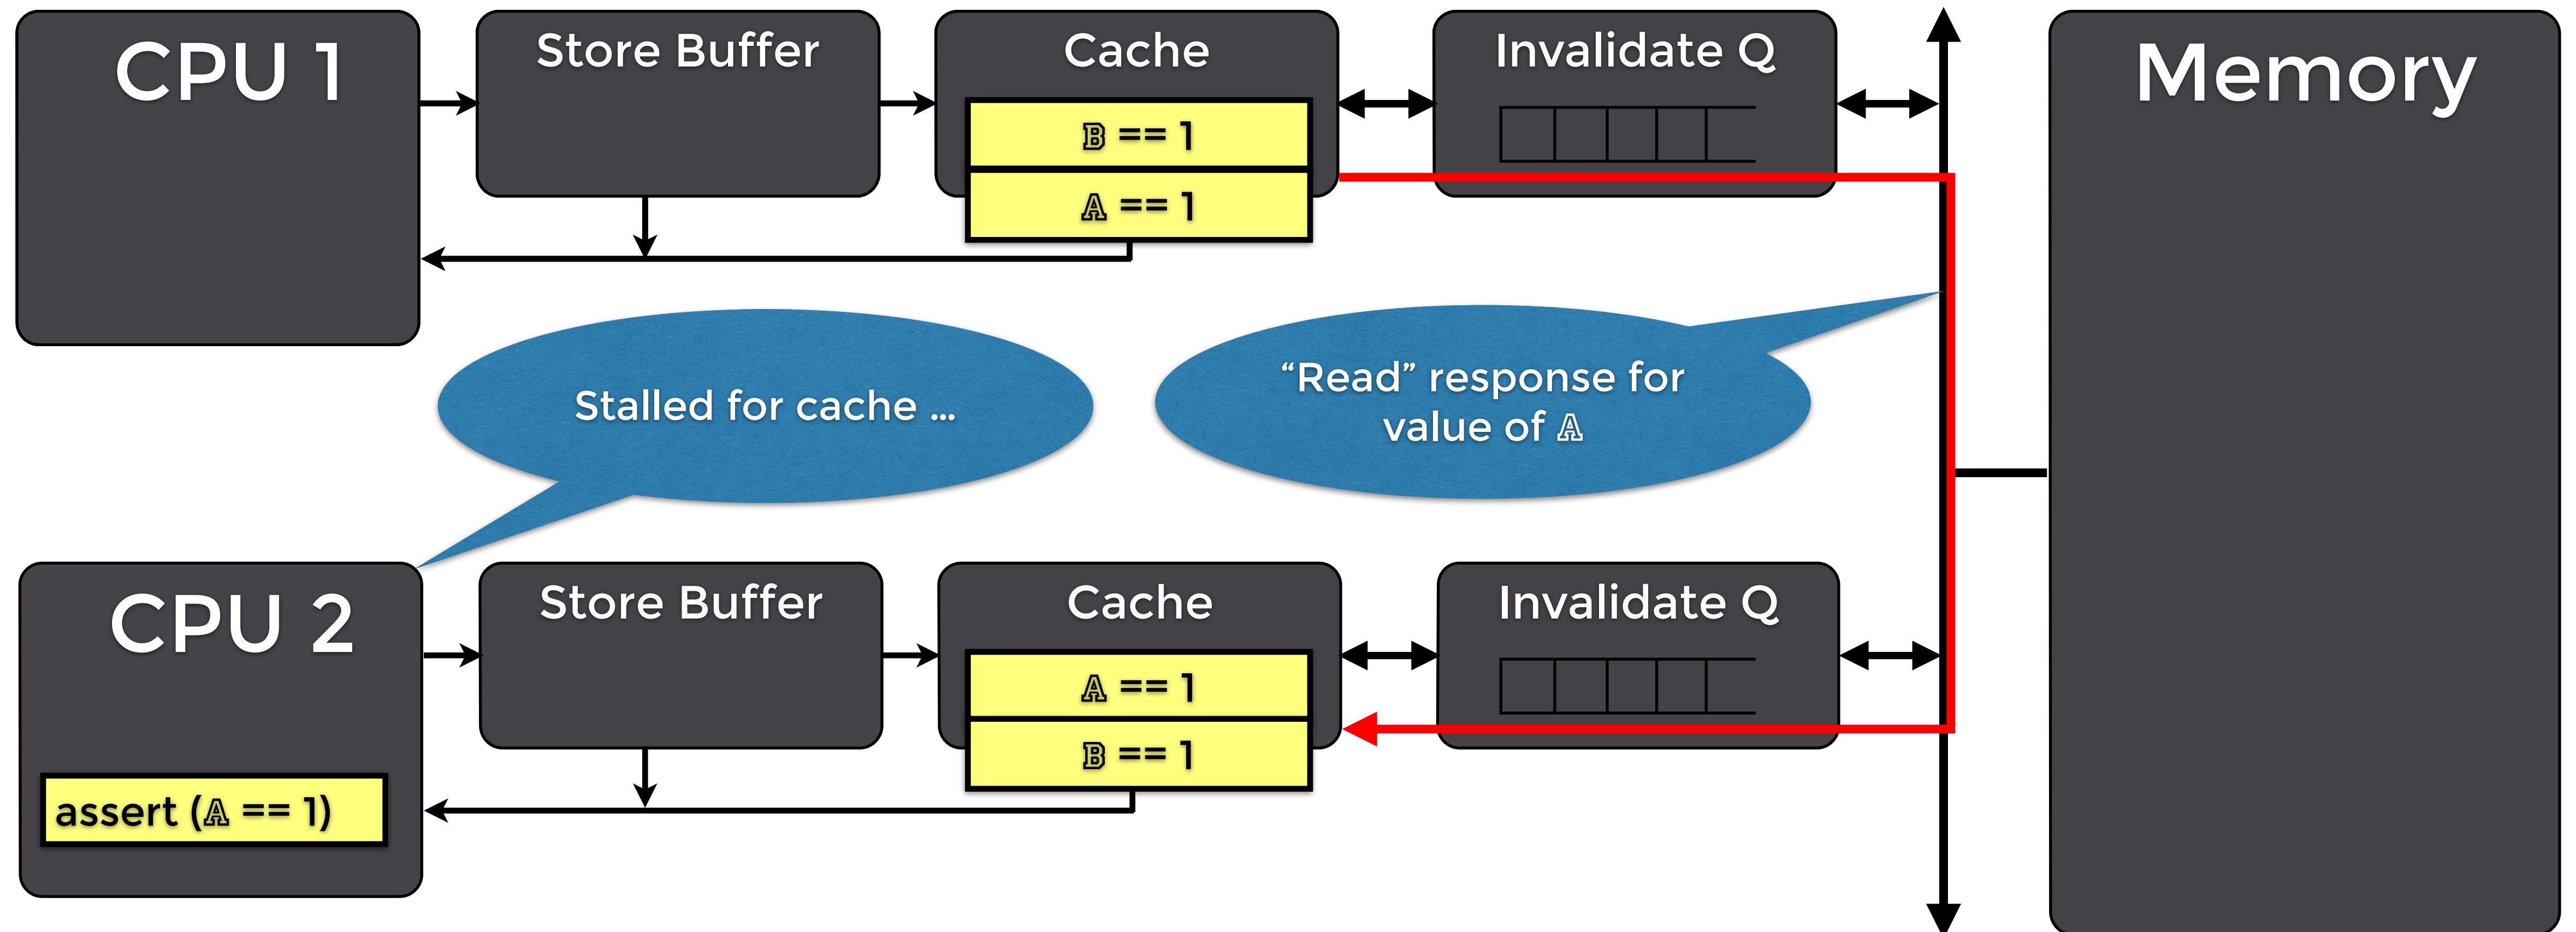 CPU 1
Store Buffer
Cache
B == 1
A == 1
Invalidate Q
Memory
Stalled for cache ...
“Read” response for
value of A
CPU 2
assert (A == 1)
Store Buffer
Cache
A == 1
B == 1
Invalidate Q